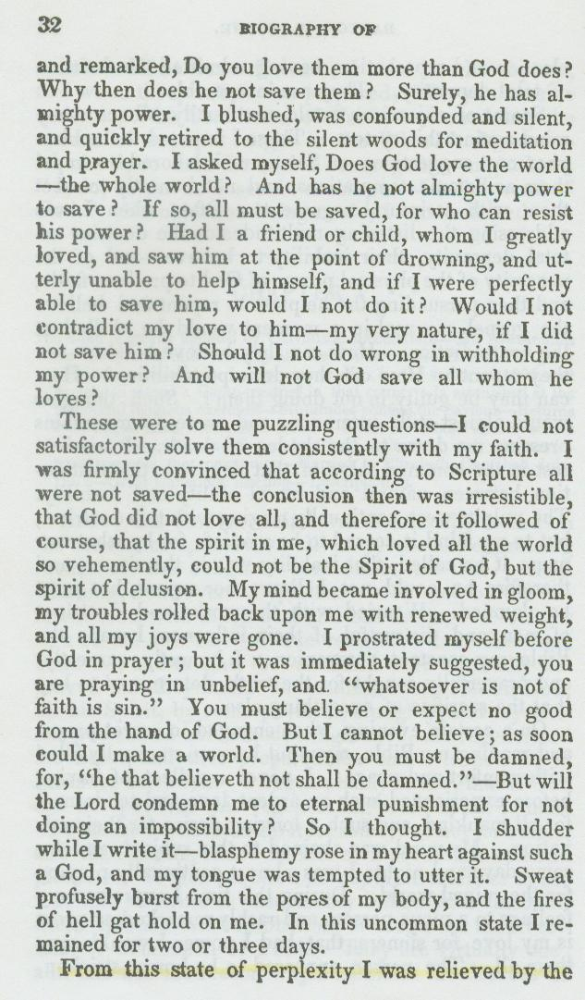 32 BIOGRAPHY OF
and remarked, Do you love them more than God does?
Why then does he not save them? Surely, he has al-
mighty power. I blushed, was confounded and silent,
and quickly retired to the silent woods for meditation
and prayer. I asked myself, Does God love the world
—the whole world? And has he not almighty power
to save? If so, all must be saved, for who can resist
his power? Had I a friend or child, whom I greatly
loved, and saw him at the point of drowning, and ut-
terly unable to help himself, and if I were perfectly
able to save him, would I not do it? Would I not
contradict my love to him—my very nature, if I did
not save him? Should I not do wrong in withholding
my power? And will not God save all whom he
loves?
These were to me puzzling questions—I could not
satisfactorily solve them consistently with my faith. I
was firmly convinced that according to Scripture all
were not saved—the conclusion then was irresistible,
that God did not love all, and therefore it followed of
course, that the spirit in me, which loved all the world
so vehemently, could not be the Spirit of God, but the
spirit of delusion. My mind became involved in gloom,
my troubles rolled back upon me with renewed weight,
and all my joys were gone. I prostrated myself before
God in prayer; but it was immediately suggested, you
are praying in unbelief, and. "whatsoever is not of
faith is sin." You must believe or expect no good
from the hand of God. But I cannot believe; as soon
could I make a world. Then you must be damned,
for, "he that believeth not shall be damned."—But will
the Lord condemn me to eternal punishment for not
doing an impossibility? So I thought. I shudder
while I write it—blasphemy rose in my heart against such
a God, and my tongue was tempted to utter it. Sweat
profusely burst from the pores of my body, and the fires
of hell gat hold on me. In this uncommon state I re-
mained for two or three days.
From this state of perplexity I was relieved by the